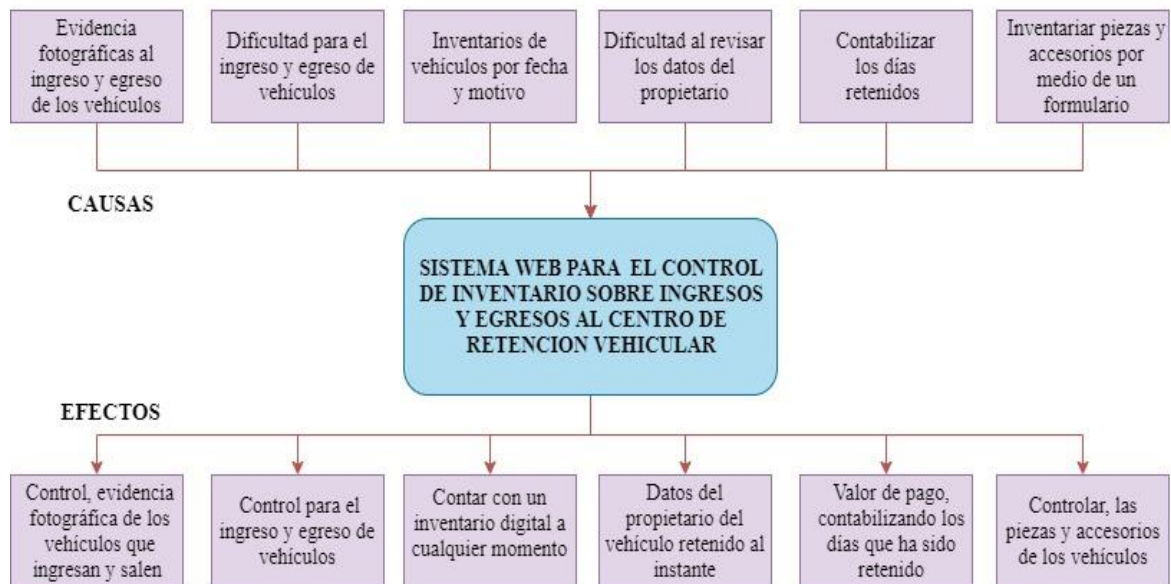 Evidencia
fotográficas al
ingreso y egreso
de los vehículos
Dificultad para el
ingreso y egreso de
vehículos
Inventarios de
vehículos por fecha
y motivo
Dificultad al revisar
los datos del
propietario
Contabilizar
los días
retenidos
Inventariar piezas y
accesorios por
medio de un
formulario
CAUSAS
SISTEMA WEB PARA EL CONTROL
DE INVENTARIO SOBRE INGRESOS
Y EGRESOS AL CENTRO DE
RETENCION VEHICULAR
EFECTOS
Control, evidencia
fotográfica de los
vehículos que
ingresan y salen
Control para el
ingreso y egreso de
vehículos
Contar con un
inventario digital a
cualquier momento
Datos del
propietario del
vehículo retenido al
instante
Valor de pago,
contabilizando los
días que ha sido
retenido
Controlar, las
piezas y accesorios
de los vehículos